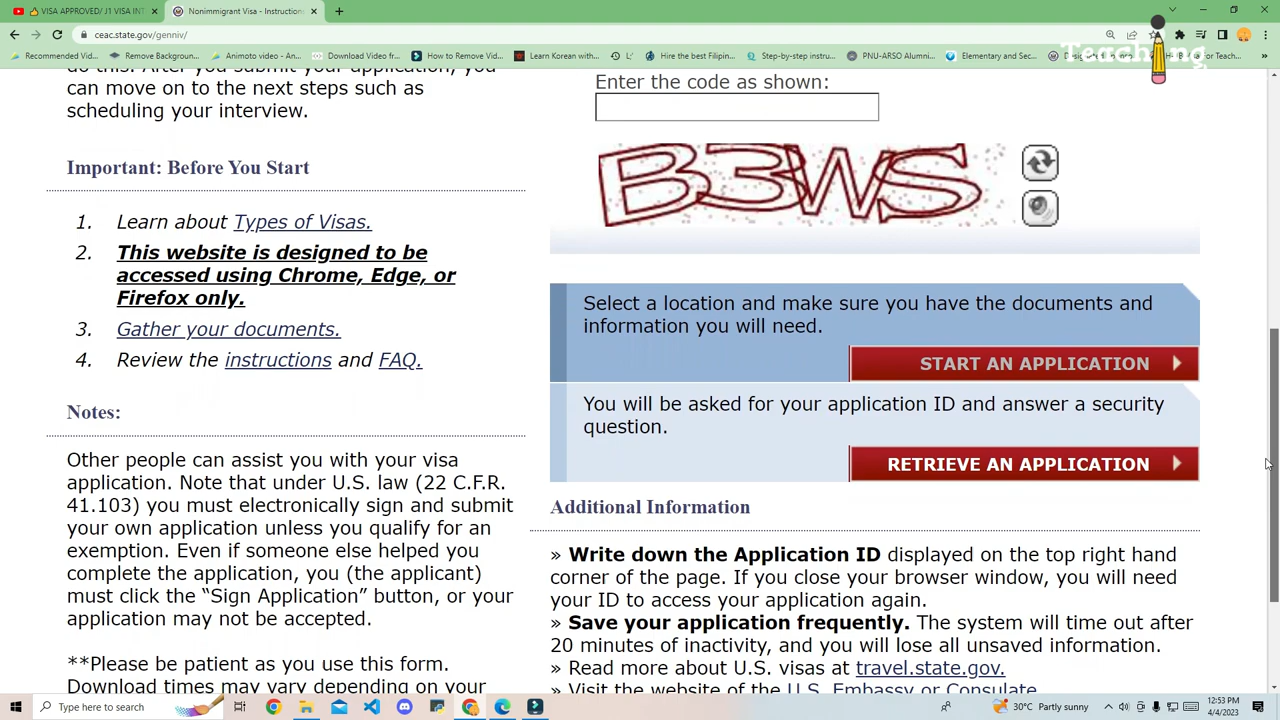 👍 VISA APPROVED/ J1 VISA INT
Nonimmigrant Visa - Instruction
ceac.state.gov/genniv/
Teaching
Recommended Vide...
Remove Backgroun...
Animoto video - An...
Download Video fr...
How to Remove Vid...
Learn Korean with...
Hire the best Filipin...
Step-by-step instru...
PNU-ARSO Alumni...
Elementary and Sec...
do this. After you submit your application, you
can move on to the next steps such as
scheduling your interview.
Important: Before You Start
1. Learn about Types of Visas.
2. This website is designed to be
accessed using Chrome, Edge, or
Firefox only.
3. Gather your documents.
4. Review the instructions and FAQ.
Notes:
Other people can assist you with your visa
application. Note that under U.S. law (22 C.F.R.
41.103) you must electronically sign and submit
your own application unless you qualify for an
exemption. Even if someone else helped you
complete the application, you (the applicant)
must click the “Sign Application” button, or your
application may not be accepted.
**Please be patient as you use this form.
Download times may vary depending on your
Enter the code as shown:
B3WS
Select a location and make sure you have the documents and
information you will need.
START AN APPLICATION
You will be asked for your application ID and answer a security
question.
RETRIEVE AN APPLICATION
Additional Information
» Write down the Application ID displayed on the top right hand
corner of the page. If you close your browser window, you will need
your ID to access your application again.
» Save your application frequently. The system will time out after
20 minutes of inactivity, and you will lose all unsaved information.
» Read more about U.S. visas at travel.state.gov.
» Visit the website of the U.S. Embassy or Consulate
Type here to search
30°C Partly sunny
12:53 PM
4/4/2023